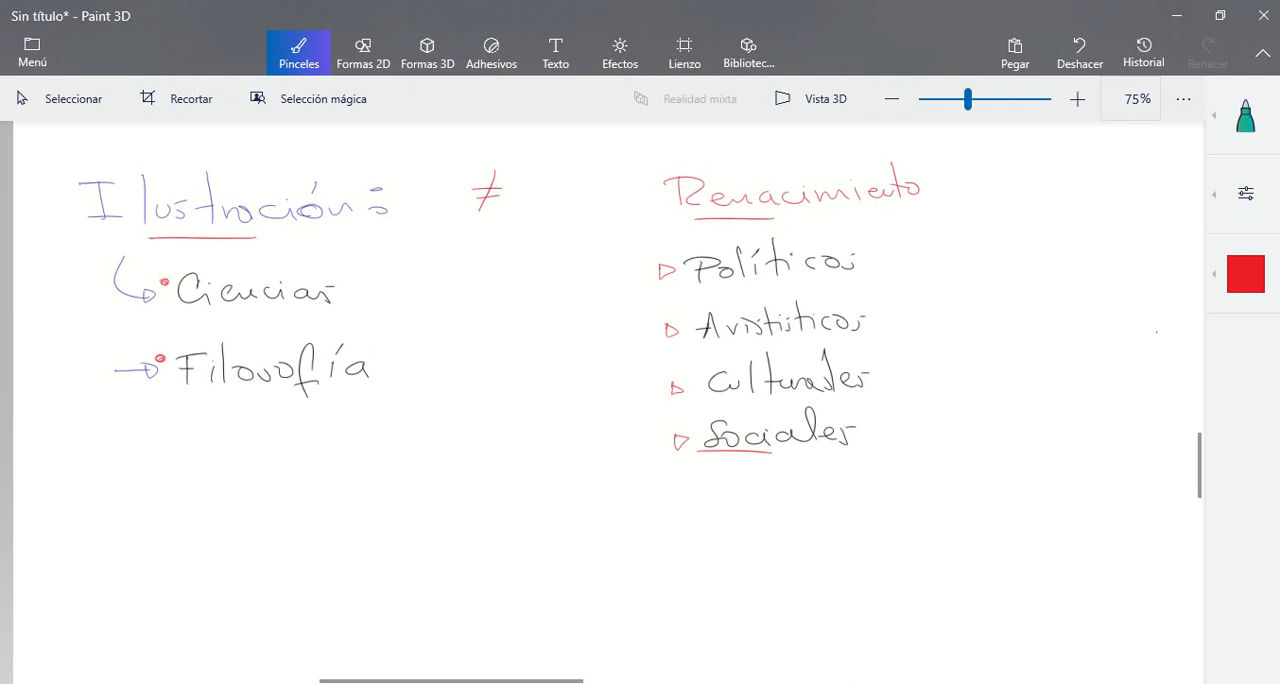 Sin título* - Paint 3D
Menú
Pinceles
Formas 2D
Formas 3D
Adhesivos
Texto
Efectos
Lienzo
Bibliotec...
Pegar
Deshacer
Historial
Rehacer
Seleccionar
Recortar
Selección mágica
Realidad mixta
Vista 3D
75%
Ilustración: ≠ Renacimiento
Ciencias
Filosofía
Políticos
Artístticos
Culturales
Sociales